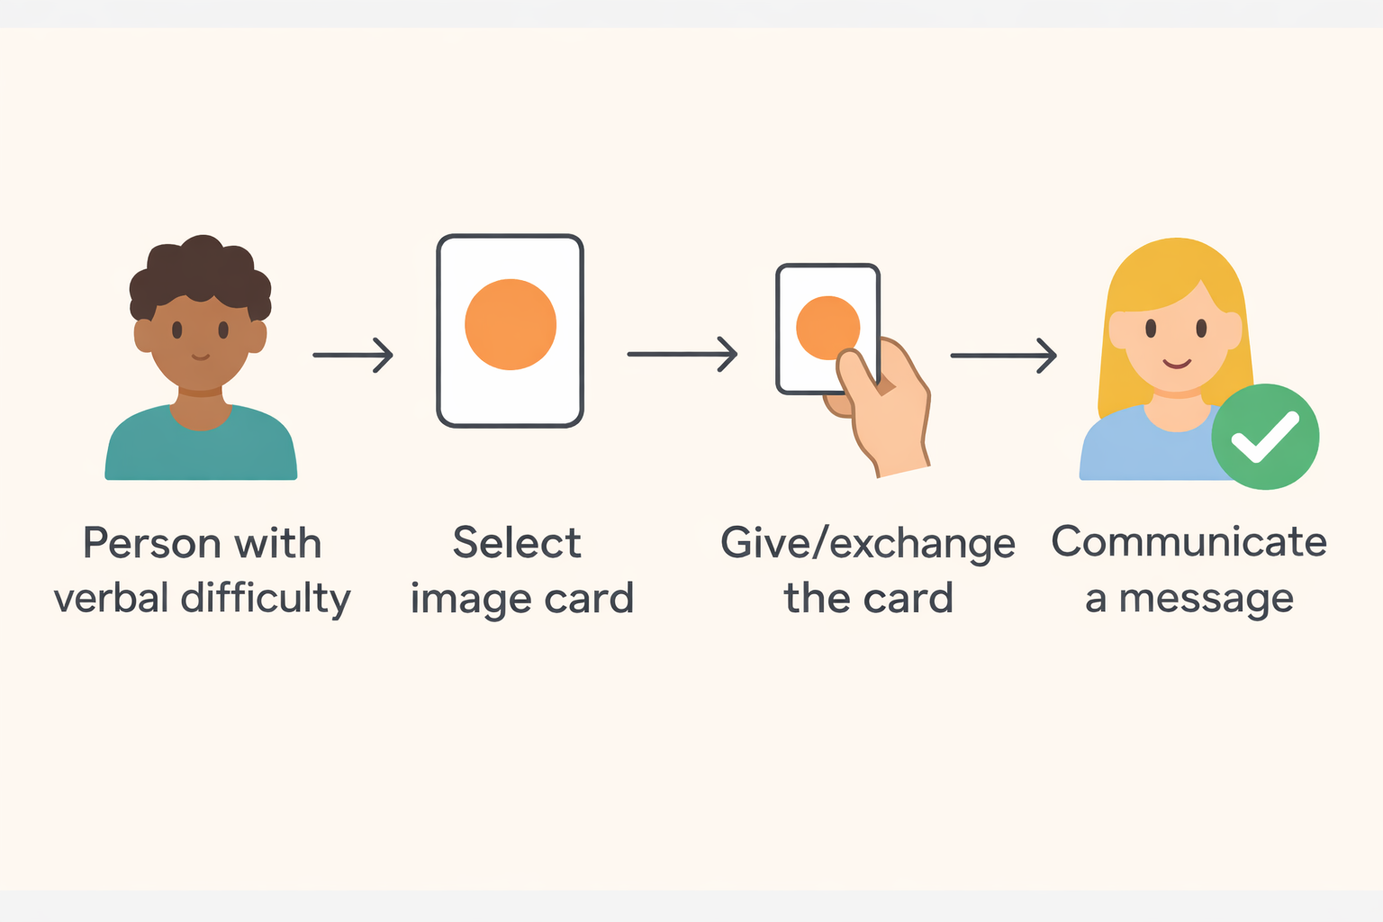 Person with
verbal difficulty
Select
image card
Give/exchange
the card
Communicate
a message